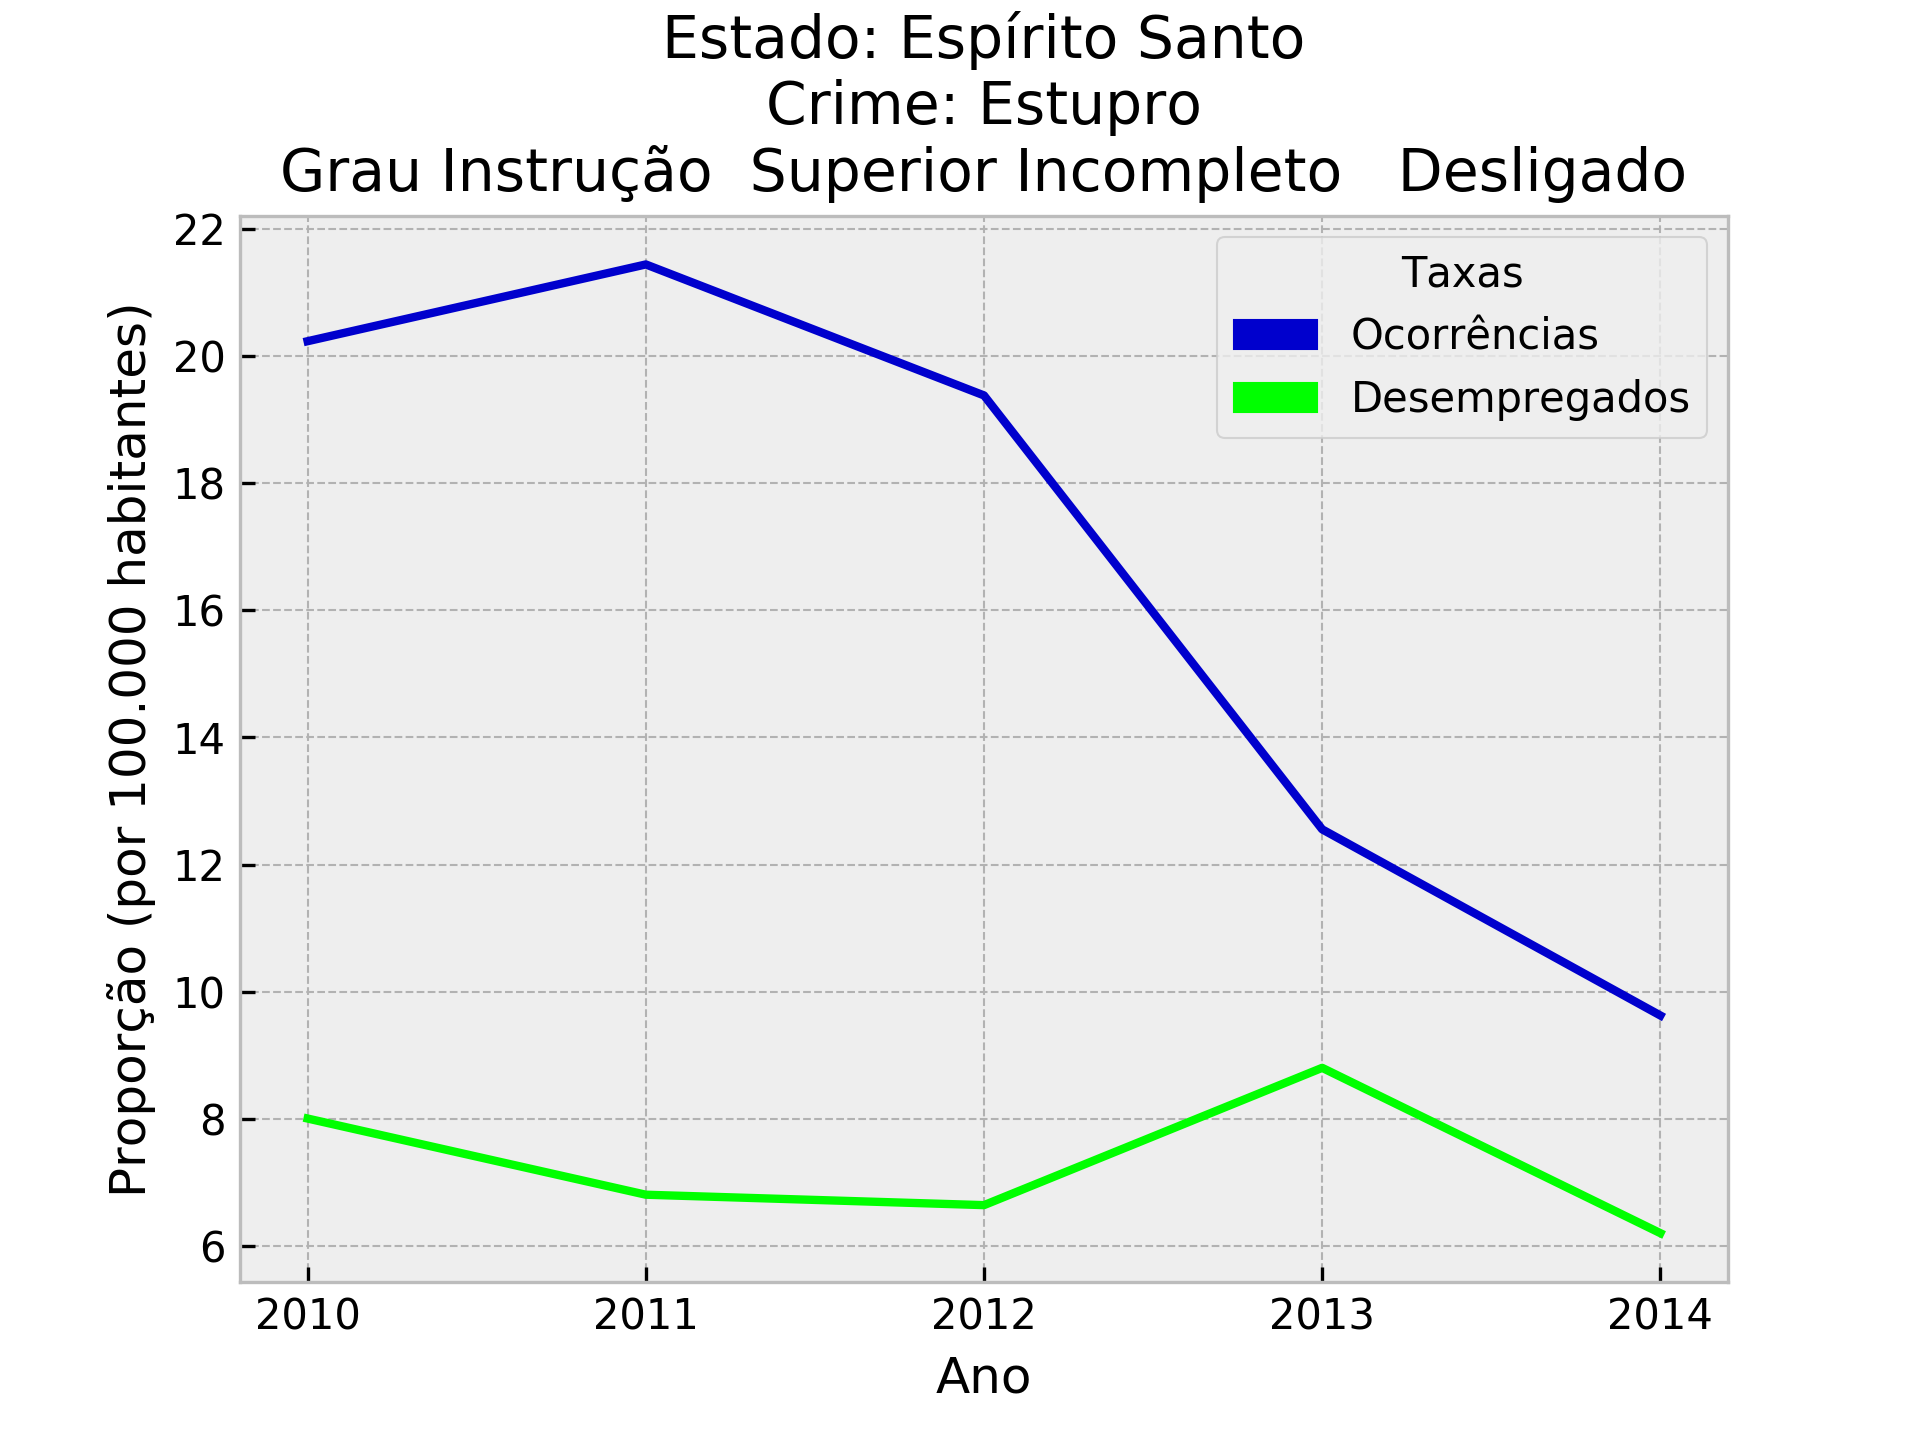 Estado: Espírito Santo
Crime: Estupro
Grau Instrução  Superior Incompleto   Desligado
Proporção (por 100.000 habitantes)
22
20
18
16
14
12
10
8
6
Taxas
Ocorrências
Desempregados
2010 2011 2012 2013 2014
Ano